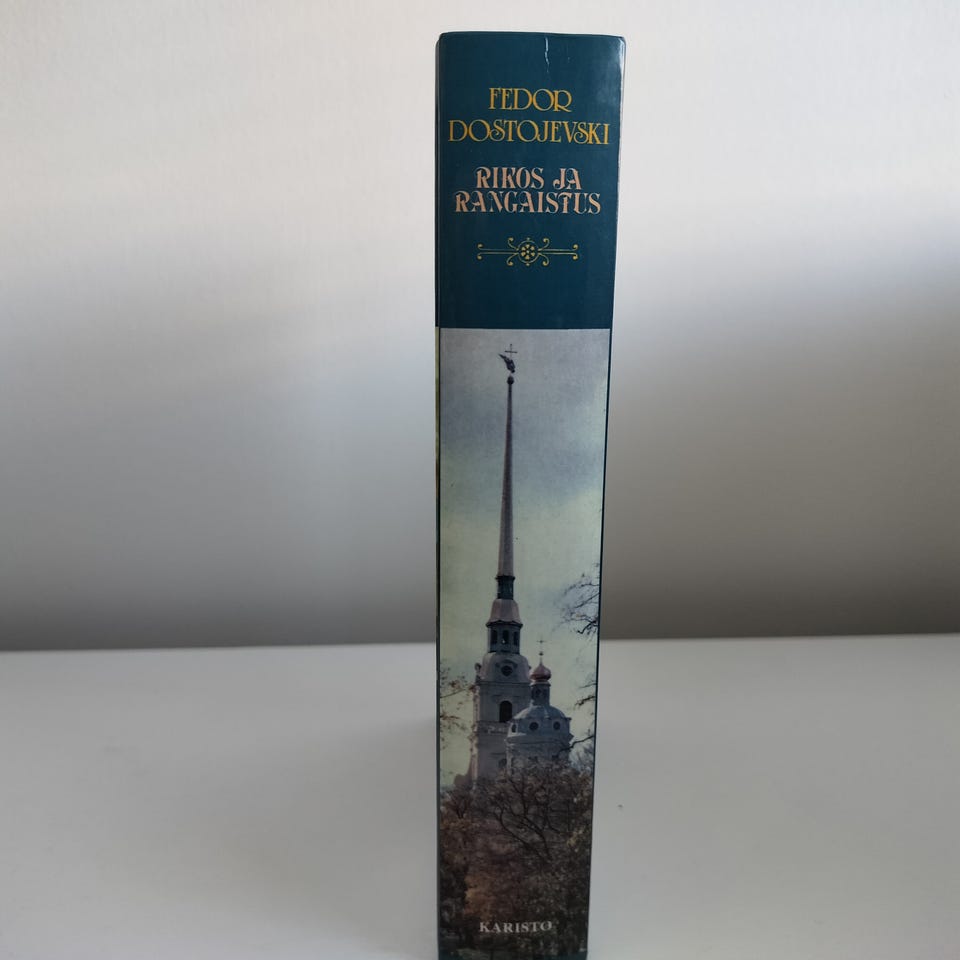 FEDOR
DOSTOJEVSKI
RIKOS JA
RANGAISTUS
KARISTO